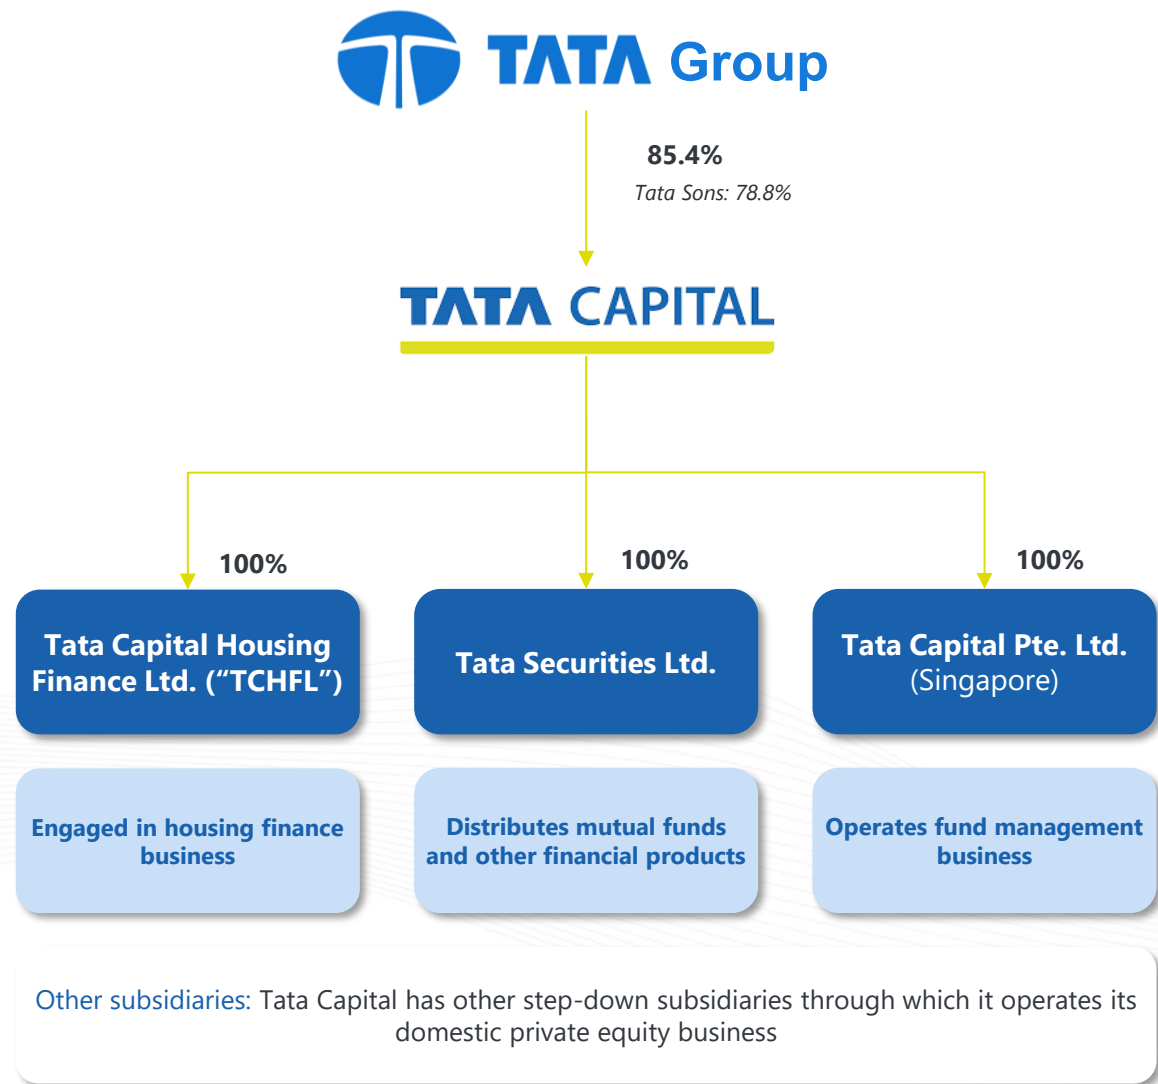 TATA Group
85.4%
Tata Sons: 78.8%
TATA CAPITAL
100%
100%
100%
Tata Capital Housing
Finance Ltd. (“TCHFL”)
Tata Securities Ltd.
Tata Capital Pte. Ltd.
(Singapore)
Engaged in housing finance
business
Distributes mutual funds
and other financial products
Operates fund management
business
Other subsidiaries: Tata Capital has other step-down subsidiaries through which it operates its
domestic private equity business